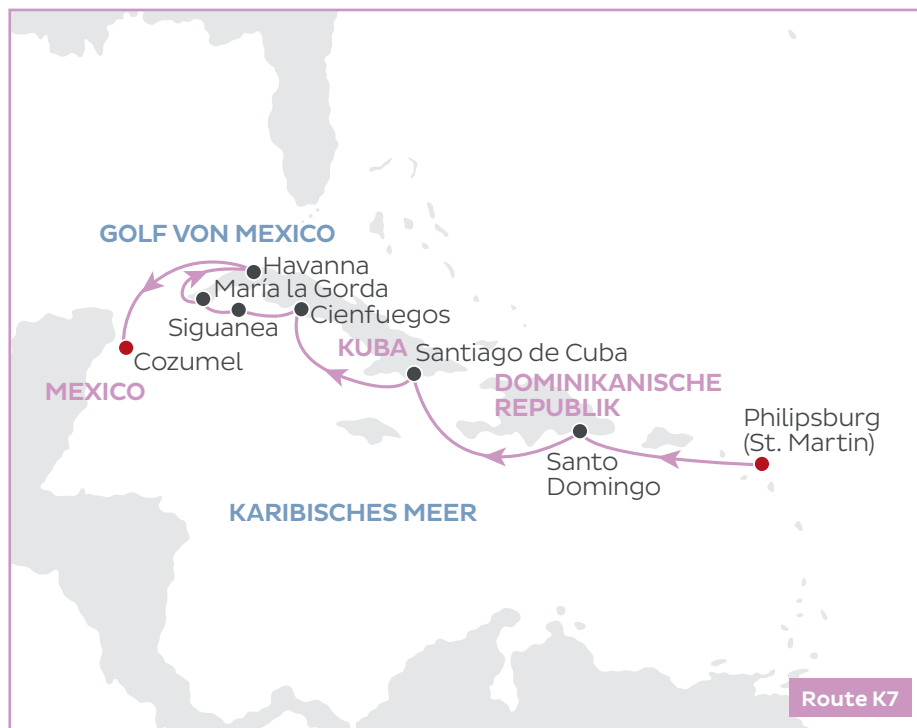 GOLF VON MEXICO
Havanna
María la Gorda
Siguanea
Cienfuegos
Cozumel
KUBA
Santiago de Cuba
MEXICO
DOMINIKANISCHE
REPUBLIK
Philipsburg
(St. Martin)
Santo
Domingo
KARIBISCHES MEER
Route K7